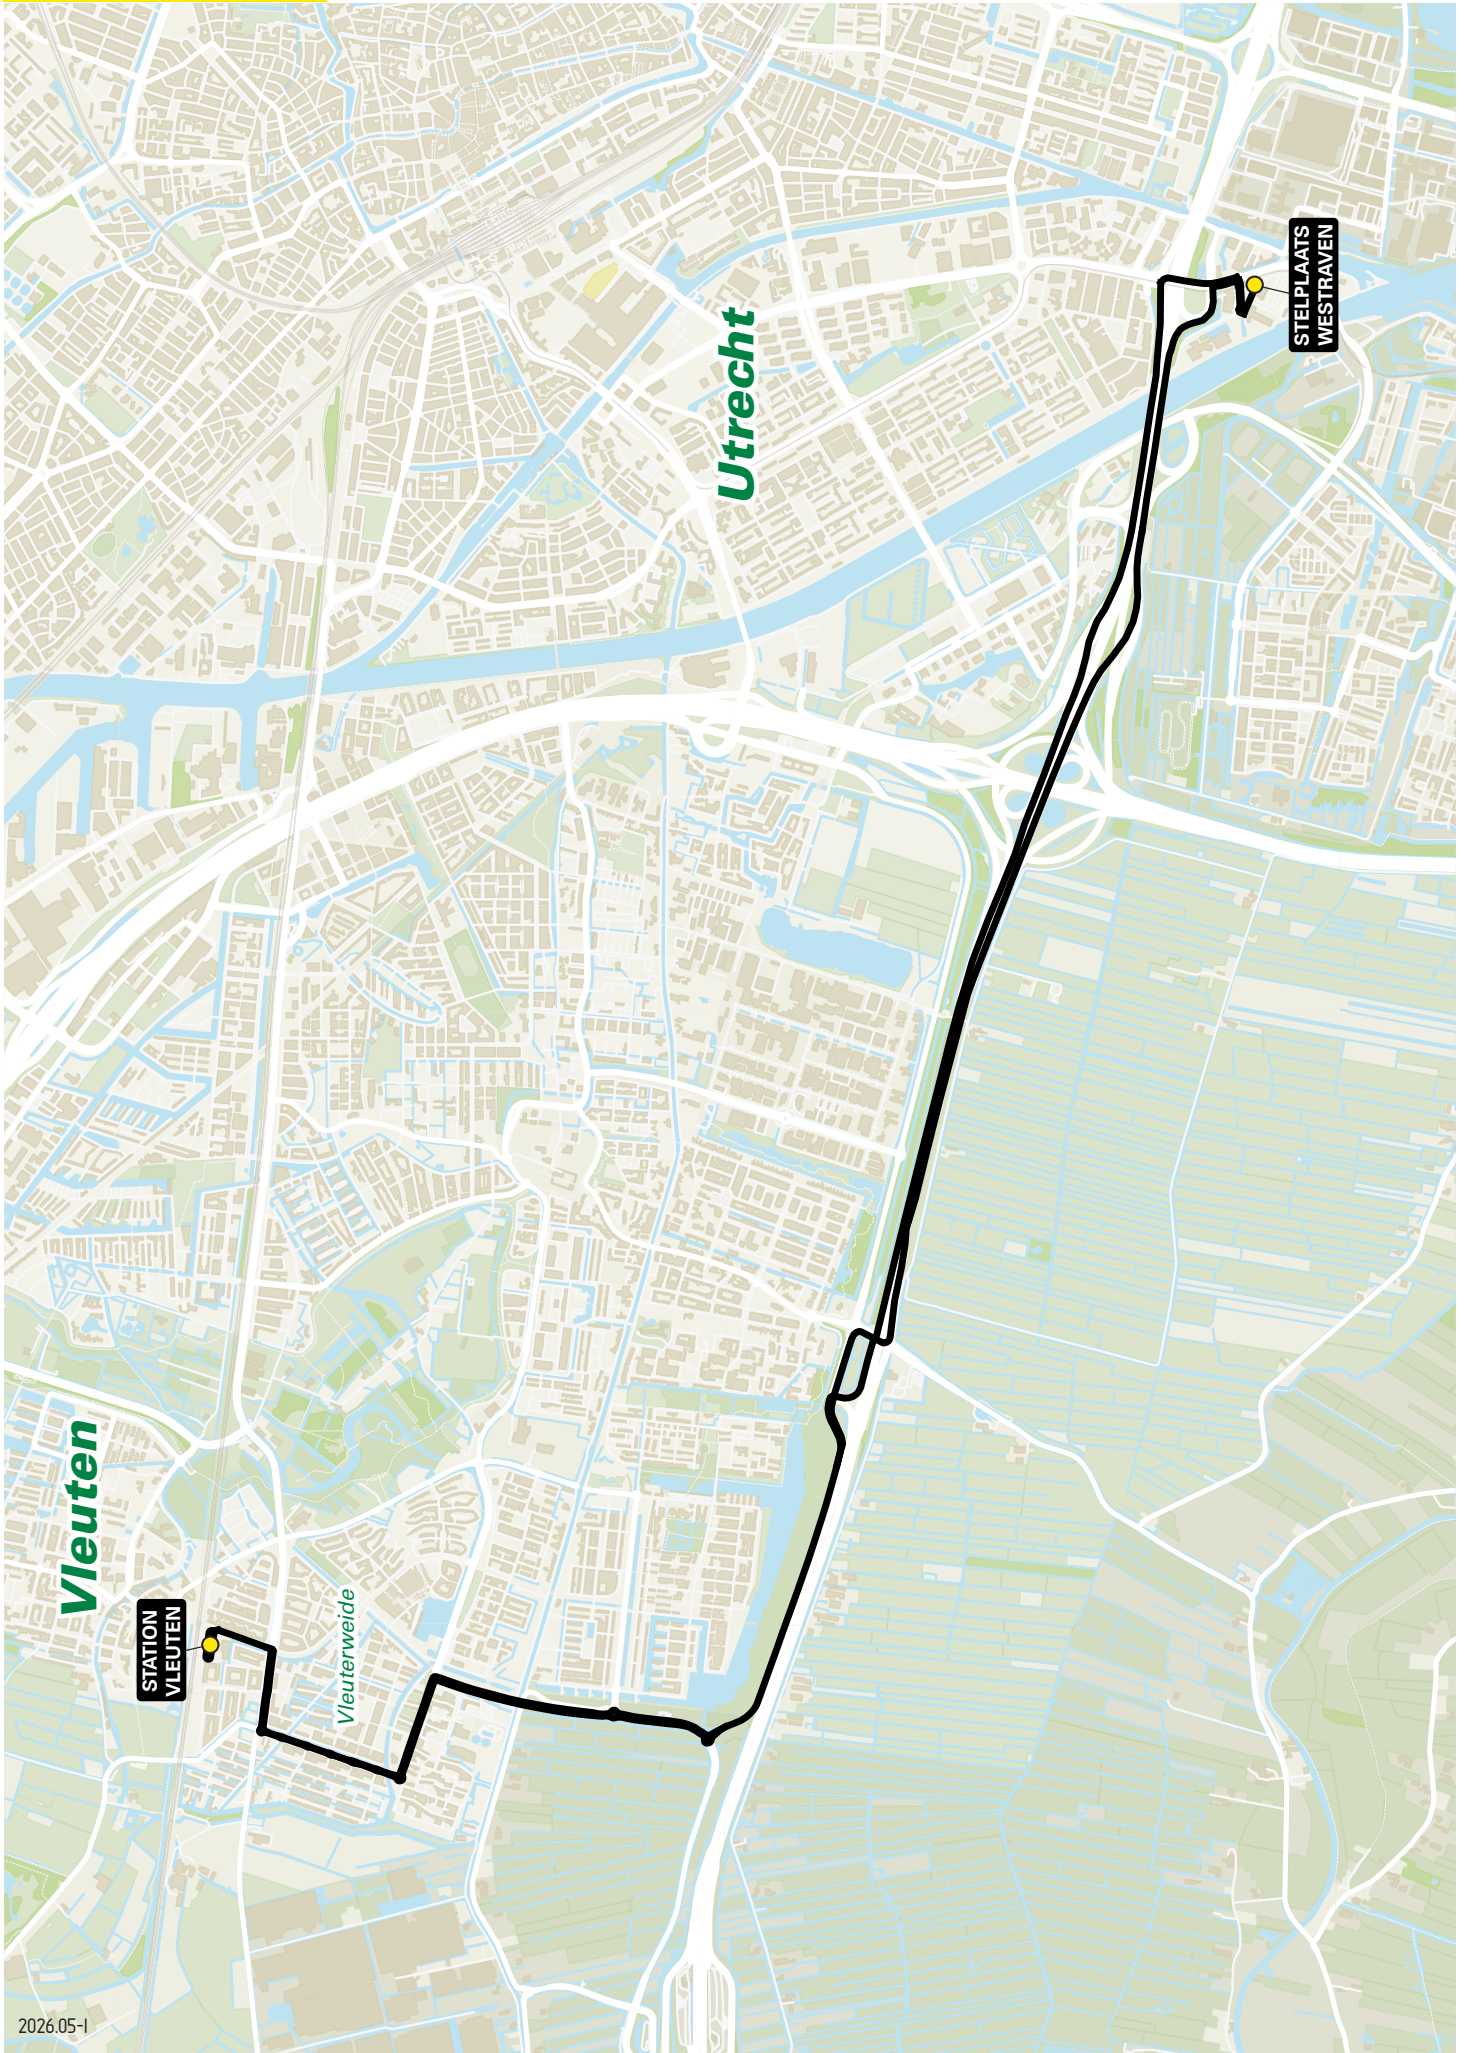 Utrecht
STELPLAATS
WESTRAVEN
Vleuten
STATION
VLEUTEN
Vleuterweide
2026.05-I